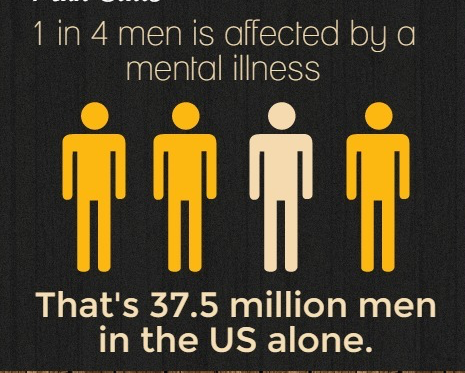 1 in 4 men is affected by a
mental illness
That's 37.5 million men
in the US alone.